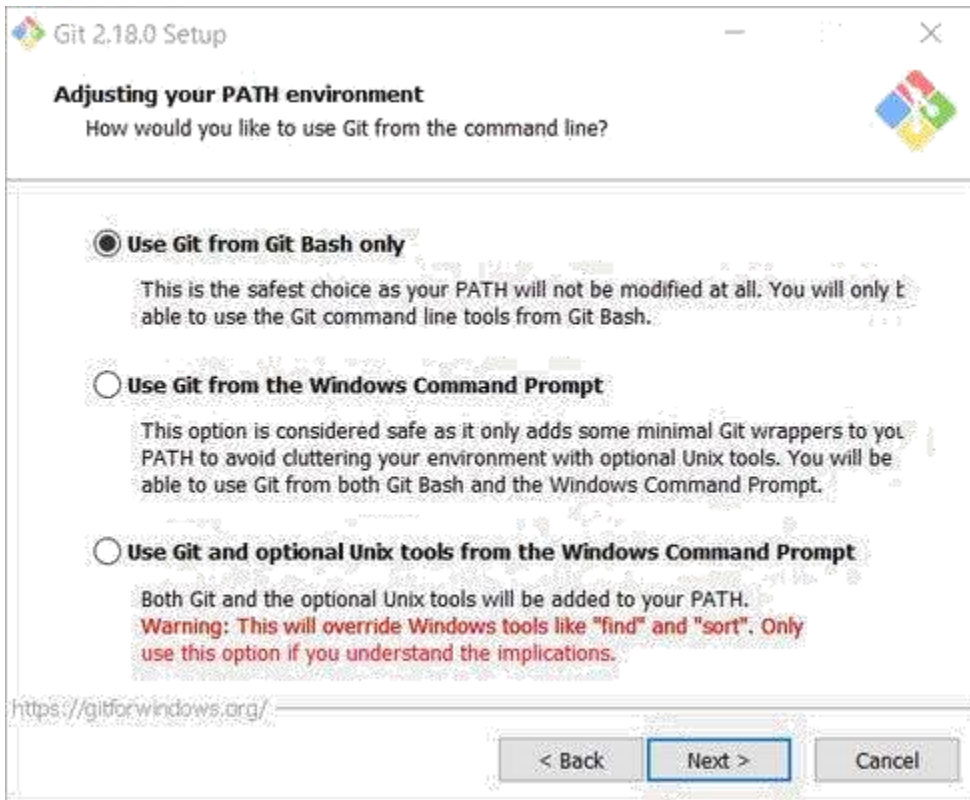 Git 2.18.0 Setup
Adjusting your PATH environment
How would you like to use Git from the command line?
Use Git from Git Bash only
This is the safest choice as your PATH will not be modified at all. You will only b
able to use the Git command line tools from Git Bash.
Use Git from the Windows Command Prompt
This option is considered safe as it only adds some minimal Git wrappers to you
PATH to avoid cluttering your environment with optional Unix tools. You will be
able to use Git from both Git Bash and the Windows Command Prompt.
Use Git and optional Unix tools from the Windows Command Prompt
Both Git and the optional Unix tools will be added to your PATH.
Warning: This will override Windows tools like "find" and "sort". Only
use this option if you understand the implications.
https://gitforwindows.org/
< Back Next > Cancel